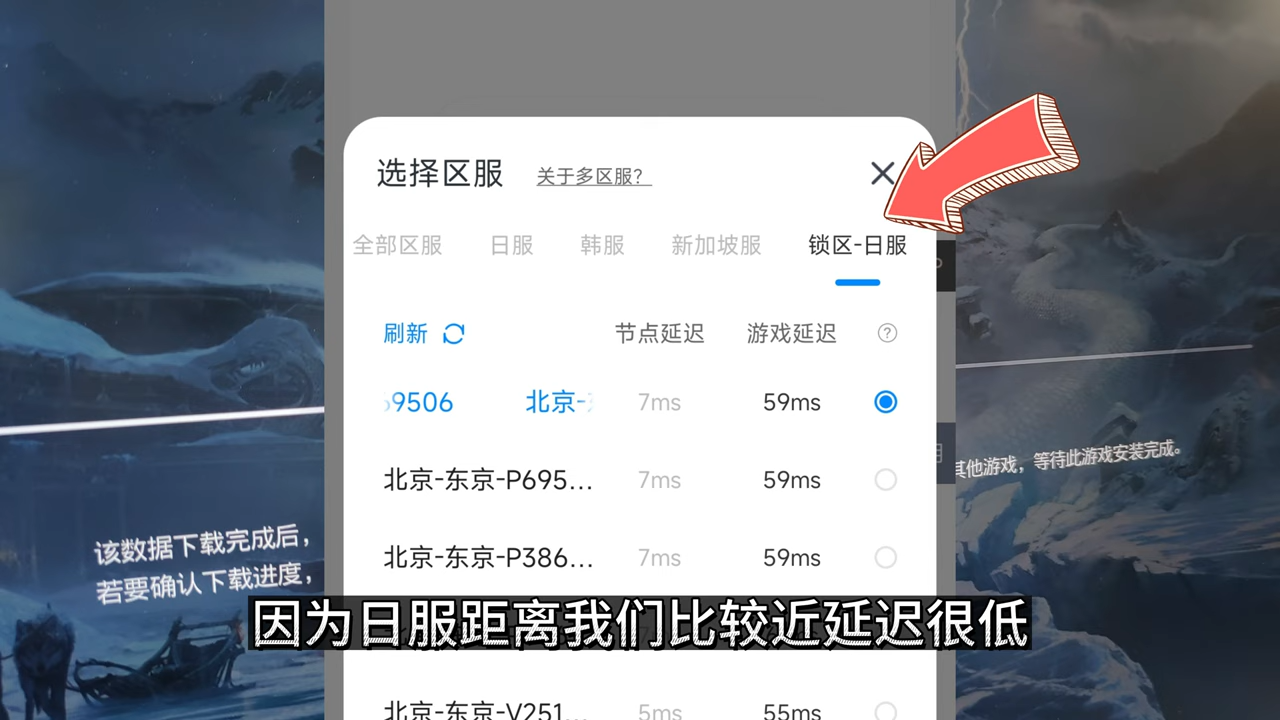 选择区服 关于多区服?
全部区服 日服 韩服 新加坡服 锁区-日服
刷新 节点延迟 游戏延迟 ?
9506 北京- 7ms 59ms
北京-东京-P695... 7ms 59ms
其他游戏，等待此游戏安装完成。
北京-东京-P386... 7ms 59ms
该数据下载完成后，
若要确认下载进度，
因为日服距离我们比较近延迟很低
北京-东京-V251... 5ms 55ms